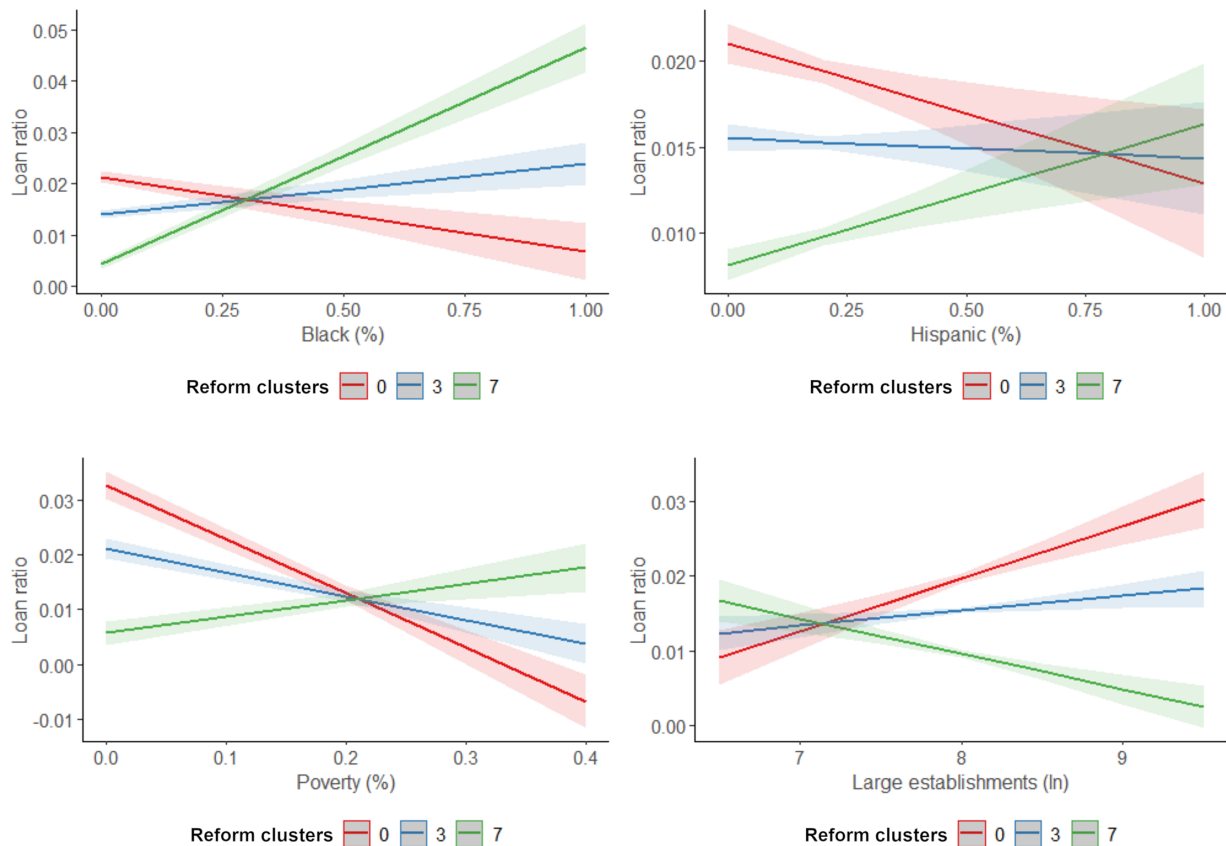 0.05
0.04
0.03
0.02
0.01
0.00
Loan ratio
0.00 0.25 0.50 0.75 1.00
Black (%)
Reform clusters 0 3 7
0.020
0.015
0.010
Loan ratio
0.00 0.25 0.50 0.75 1.00
Hispanic (%)
Reform clusters 0 3 7
0.03
0.02
0.01
0.00
-0.01
Loan ratio
0.0 0.1 0.2 0.3 0.4
Poverty (%)
Reform clusters 0 3 7
0.03
0.02
0.01
0.00
Loan ratio
7 8 9
Large establishments (ln)
Reform clusters 0 3 7